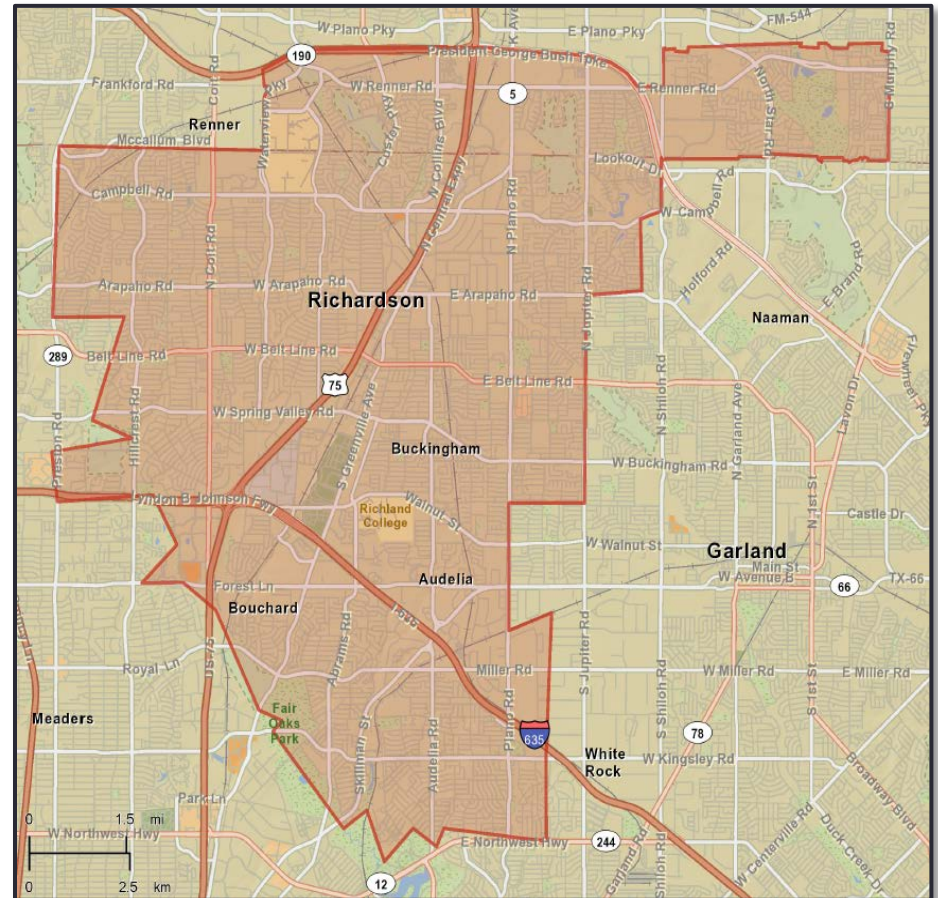 FM-544
W Plano Pky
E Plano Pky
K Ave
President George Bush Tpke
190
Frankford Rd
N Coit Rd
Waterview Pky
W Renner Rd
5
E Renner Rd
North Star Rd
S Murphy Rd
Renner
Mccallum Blvd
Custer Pky
N Collins Blvd
N Central Expy
Lookout D
Campbell Rd
N Plano Rd
W Campbell Rd
Holford Rd
E Brand Rd
Arapaho Rd
N Coit Rd
W Arapaho Rd
Richardson
E Arapaho Rd
N Jupiter Rd
Naaman
Firewheel Pky
289
Belt Line Rd
W Belt Line Rd
75
E Belt Line Rd
N Shiloh Rd
N Garland Ave
Lavon Dr
Preston Rd
Hillcrest Rd
W Spring Valley Rd
S Greenville Ave
Buckingham
W Buckingham Rd
N 1st St
Lyndon B Johnson Fwy
Richland
College
Walnut St
Castle Dr
W Walnut St
Garland
Main St
W Avenue B
66
TX-66
Forest Ln
Audelia
Bouchard
I-635
Abrams Rd
Royal Ln
US-75
Miller Rd
S Jupiter Rd
W Miller Rd
E Miller Rd
Meaders
Fair
Oaks
Park
Skillman St
Audelia Rd
Plano Rd
635
S Shiloh Rd
78
S 1st St
White
Rock
W Kingsley Rd
Broadway Blvd
Park Ln
0 1.5 mi
W Northwest Hwy
E Northwest Hwy
244
Garland Rd
S Shiloh Rd
W Centerville Rd
Duck Creek Dr
0 2.5 km
12